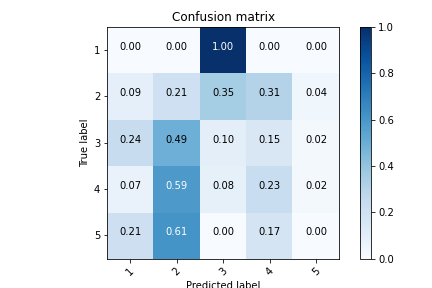 Confusion matrix
1 0.00 0.00 1.00 0.00 0.00
2 0.09 0.21 0.35 0.31 0.04
3 0.24 0.49 0.10 0.15 0.02
4 0.07 0.59 0.08 0.23 0.02
5 0.21 0.61 0.00 0.17 0.00
1 2 3 4 5
True label
Predicted label
1.0
0.8
0.6
0.4
0.2
0.0